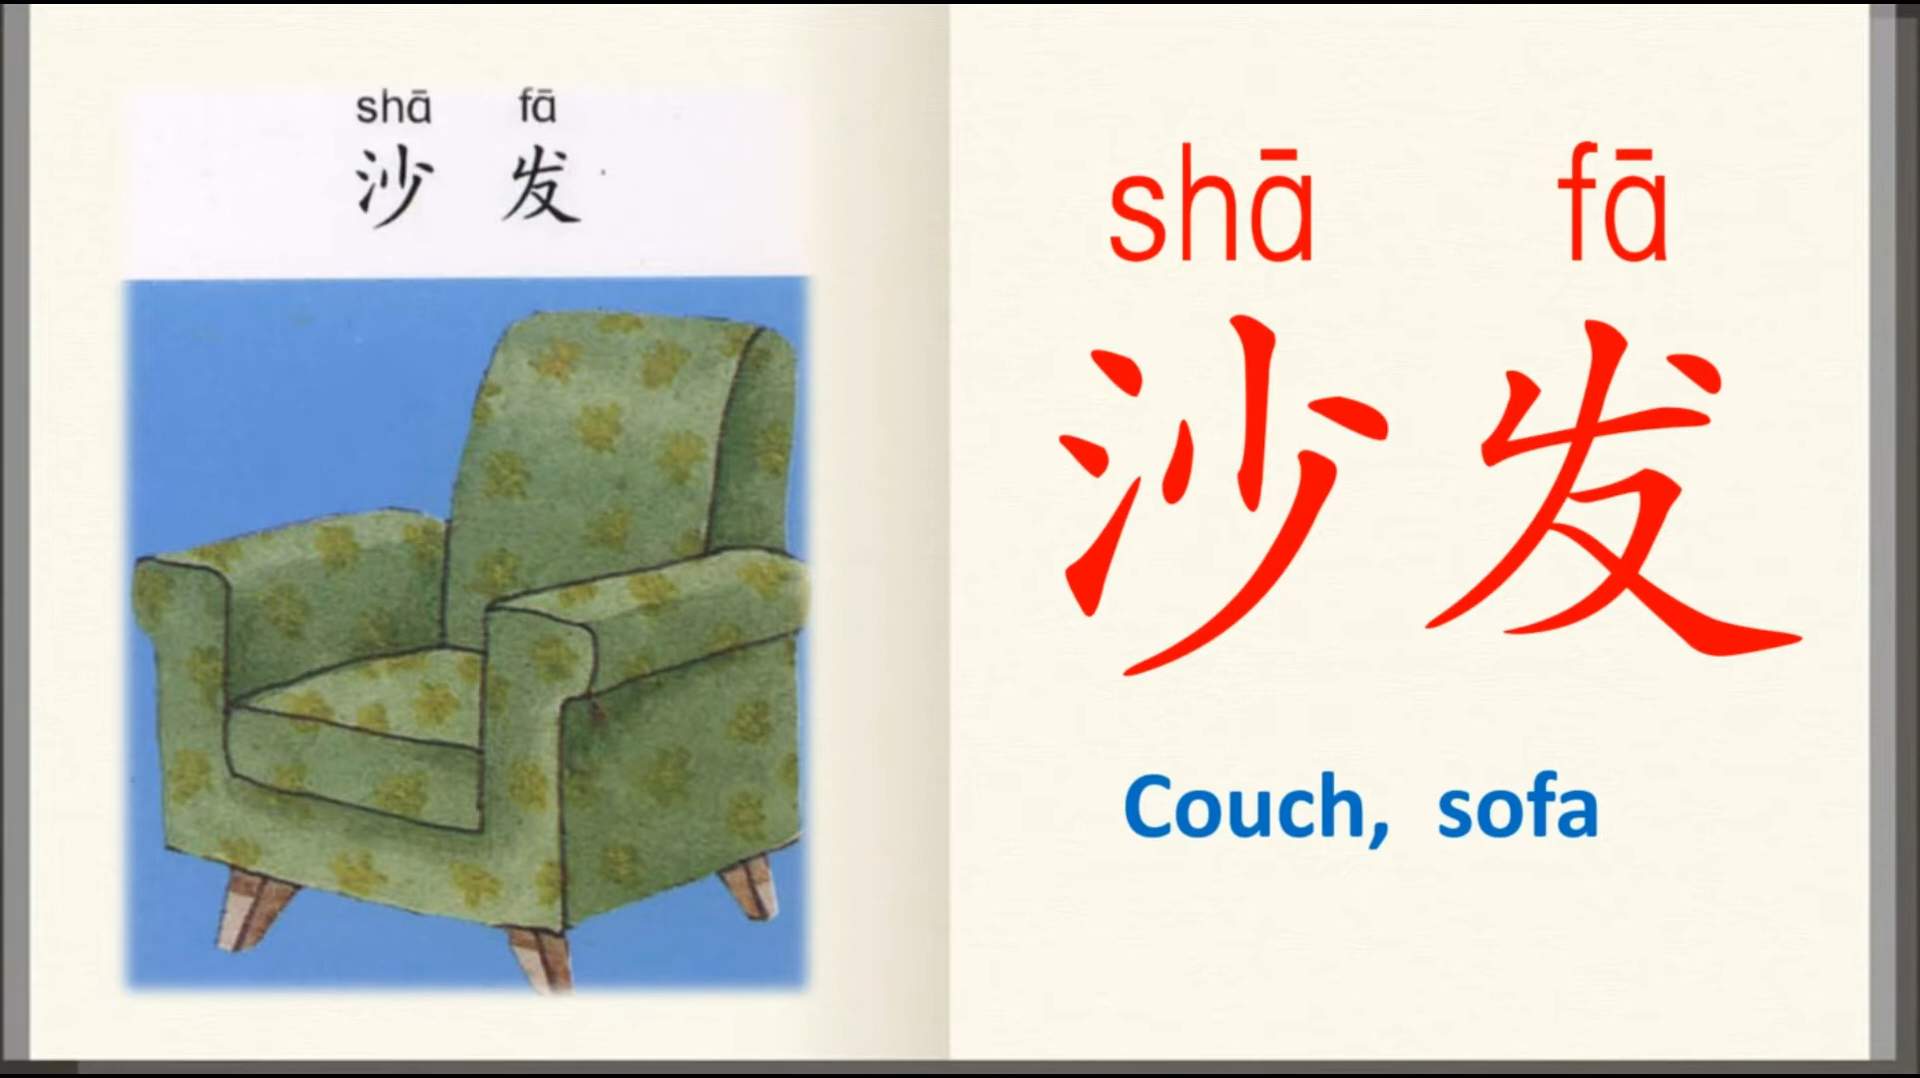 shā fā
沙 发
shā fā
沙 发
Couch, sofa